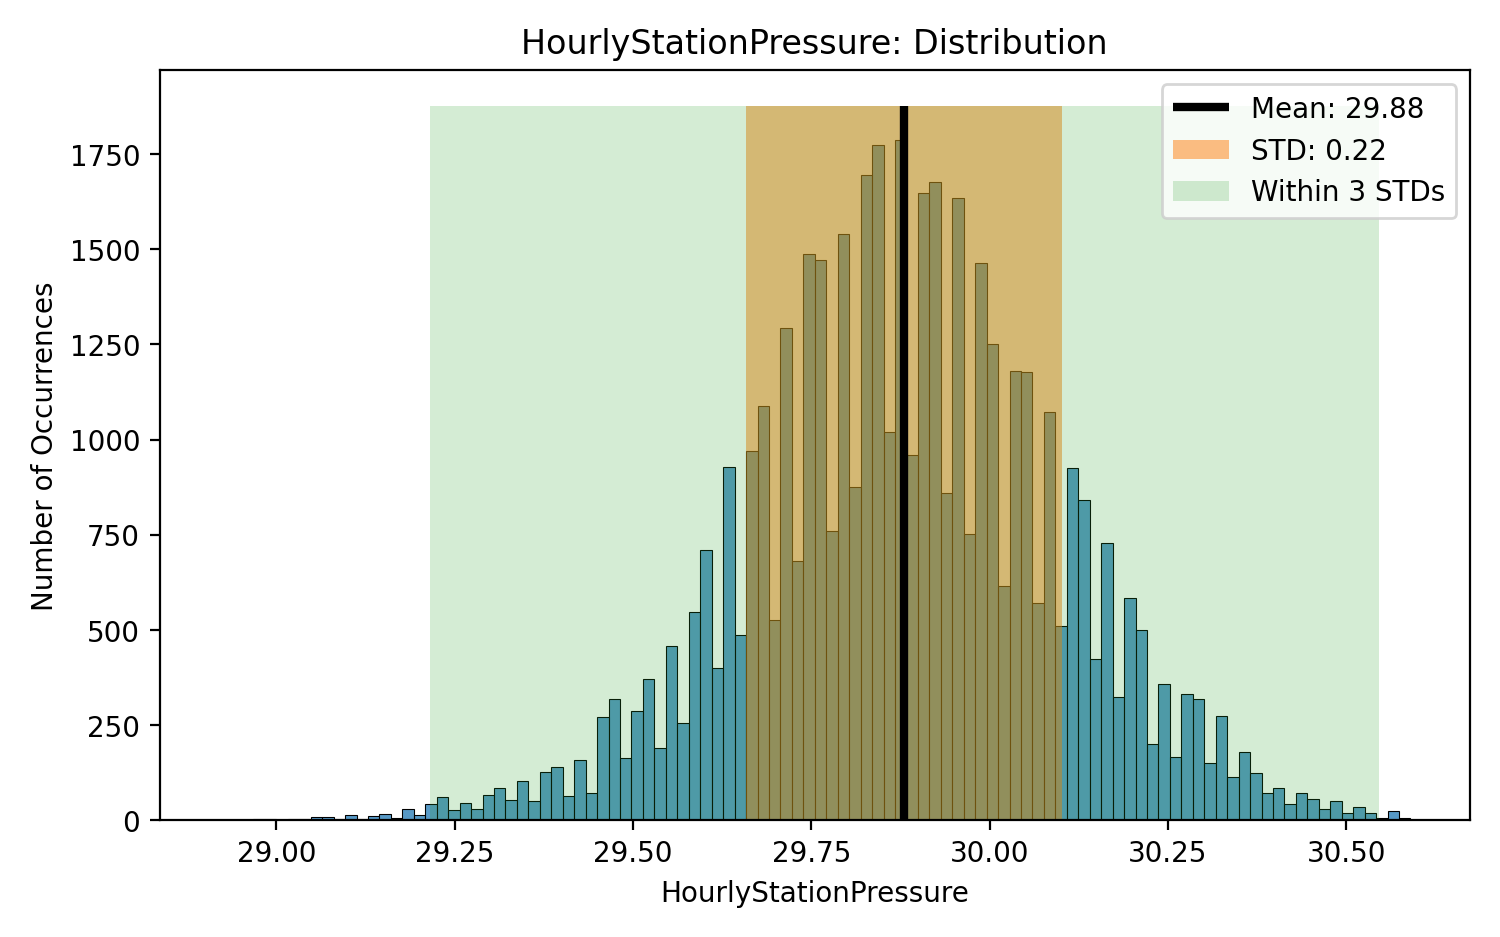 HourlyStationPressure: Distribution
Mean: 29.88
STD: 0.22
Within 3 STDs
Number of Occurrences
1750
1500
1250
1000
750
500
250
0
29.00 29.25 29.50 29.75 30.00 30.25 30.50
HourlyStationPressure